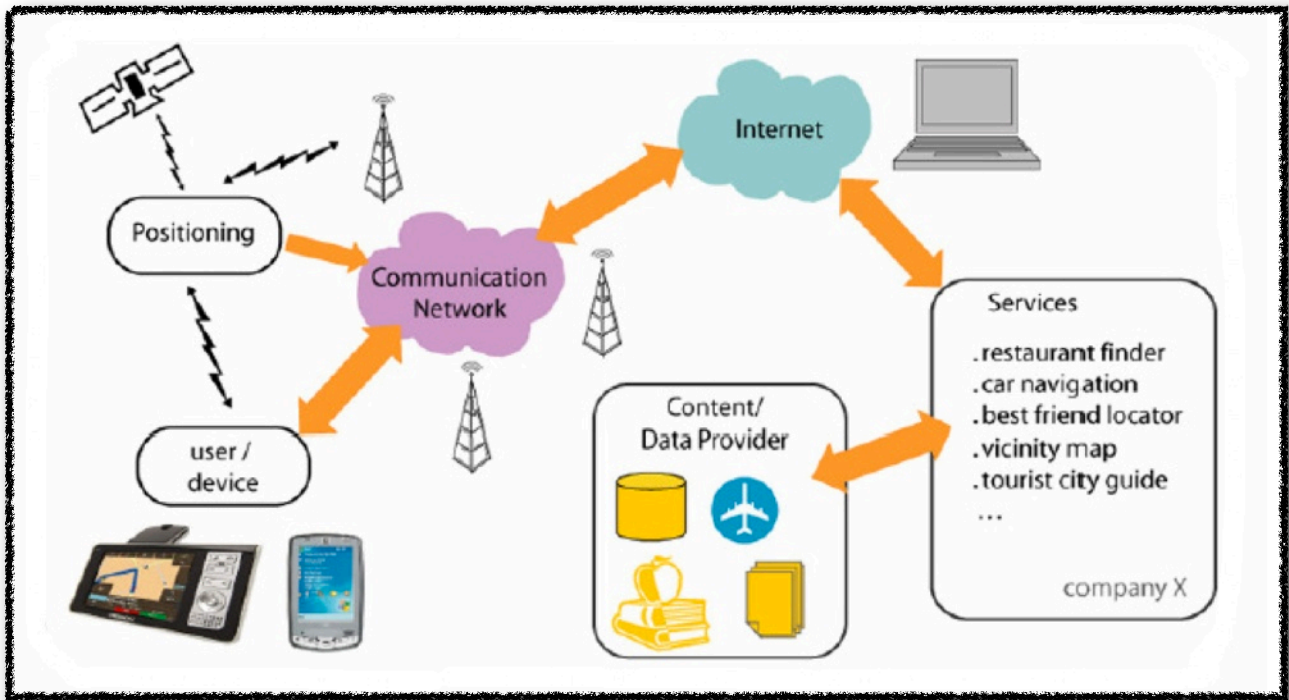 Internet
Positioning
Communication
Network
user /
device
Services
.restaurant finder
.car navigation
.best friend locator
.vicinity map
.tourist city guide
...
company X
Content/
Data Provider